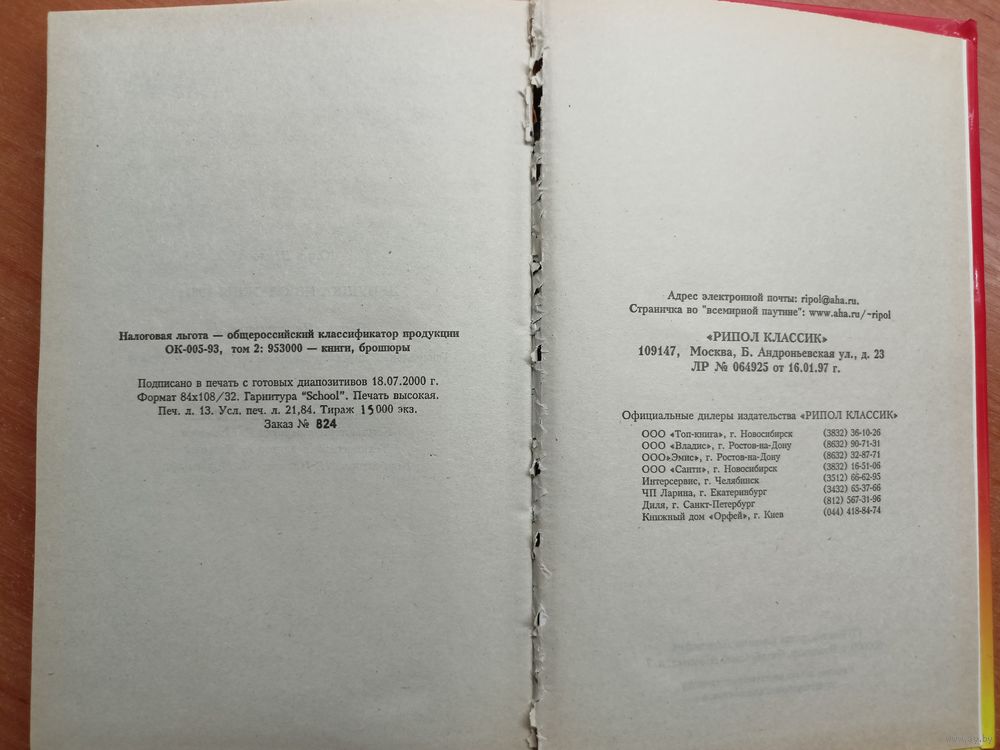 Налоговая льгота — общероссийский классификатор продукции
ОК-005-93, том 2: 953000 — книги, брошюры
Подписано в печать с готовых диапозитивов 18.07.2000 г.
Формат 84х108/32. Гарнитура "School". Печать высокая.
Печ. л. 13. Усл. печ. л. 21,84. Тираж 15 000 экз.
Заказ № 824
Адрес электронной почты: ripol@aha.ru.
Страничка во "всемирной паутине": www.aha.ru/~ripol
«РИПОЛ КЛАССИК»
109147, Москва, Б. Андроньевская ул., д. 23
ЛР № 064925 от 16.01.97 г.
Официальные дилеры издательства «РИПОЛ КЛАССИК»
ООО «Топ-книга», г. Новосибирск (3832) 36-10-26
ООО «Владис», г. Ростов-на-Дону (8632) 90-71-31
ООО»Эмис», г. Ростов-на-Дону (8632) 32-87-71
ООО «Санти», г. Новосибирск (3832) 16-51-06
Интерсервис, г. Челябинск (3512) 66-62-95
ЧП Ларина, г. Екатеринбург (3432) 65-37-66
Диля, г. Санкт-Петербург (812) 567-31-96
Книжный дом «Орфей», г. Киев (044) 418-84-74